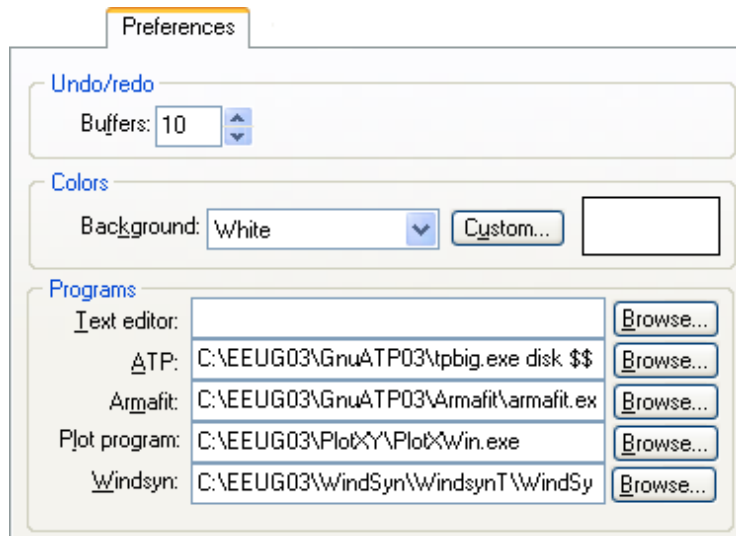 Preferences
Undo/redo
Buffers: 10
Colors
Background: White Custom...
Programs
Text editor: Browse...
ATP: C:\EEUG03\GnuATP03\tpbig.exe disk $$ Browse...
Armafit: C:\EEUG03\GnuATP03\Armafit\armafit.ex Browse...
Plot program: C:\EEUG03\PlotXY\PlotXWin.exe Browse...
Windsyn: C:\EEUG03\WindSyn\WindsynT\WindSy Browse...